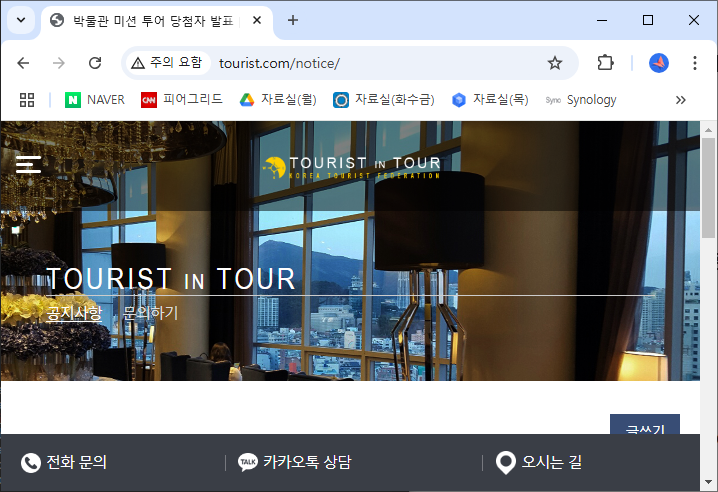 박물관 미션 투어 당첨자 발표
주의 요함 tourist.com/notice/
NAVER CNN 피어그리드 자료실(월) 자료실(화수금) 자료실(목) Sync Synology
TOURIST IN TOUR
KOREA TOURIST FEDERATION
TOURIST IN TOUR
공지사항 문의하기
글쓰기
전화 문의 TALK 카카오톡 상담 오시는 길